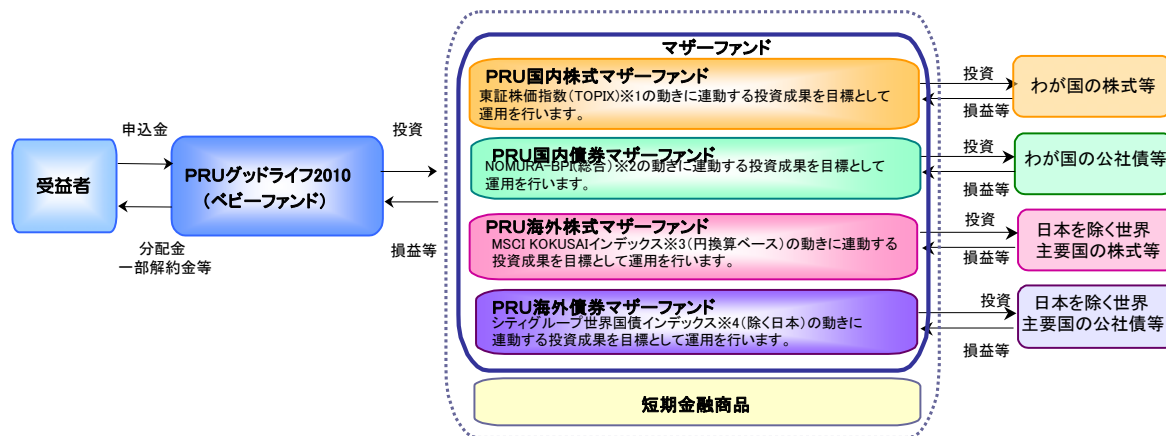 マザーファンド
PRU国内株式マザーファンド
東証株価指数(TOPIX)※1の動きに連動する投資成果を目標として
運用を行います。
投資
損益等
わが国の株式等
申込金
投資
受益者
PRUグッドライフ2010
(ベビーファンド)
分配金
一部解約金等
損益等
PRU国内債券マザーファンド
NOMURA-BPI(総合)※2の動きに連動する投資成果を目標として
運用を行います。
投資
損益等
わが国の公社債等
PRU海外株式マザーファンド
MSCI KOKUSAIインデックス※3(円換算ベース)の動きに連動する
投資成果を目標として運用を行います。
投資
損益等
日本を除く世界
主要国の株式等
PRU海外債券マザーファンド
シティグループ世界国債インデックス※4(除く日本)の動きに
連動する投資成果を目標として運用を行います。
投資
損益等
日本を除く世界
主要国の公社債等
短期金融商品